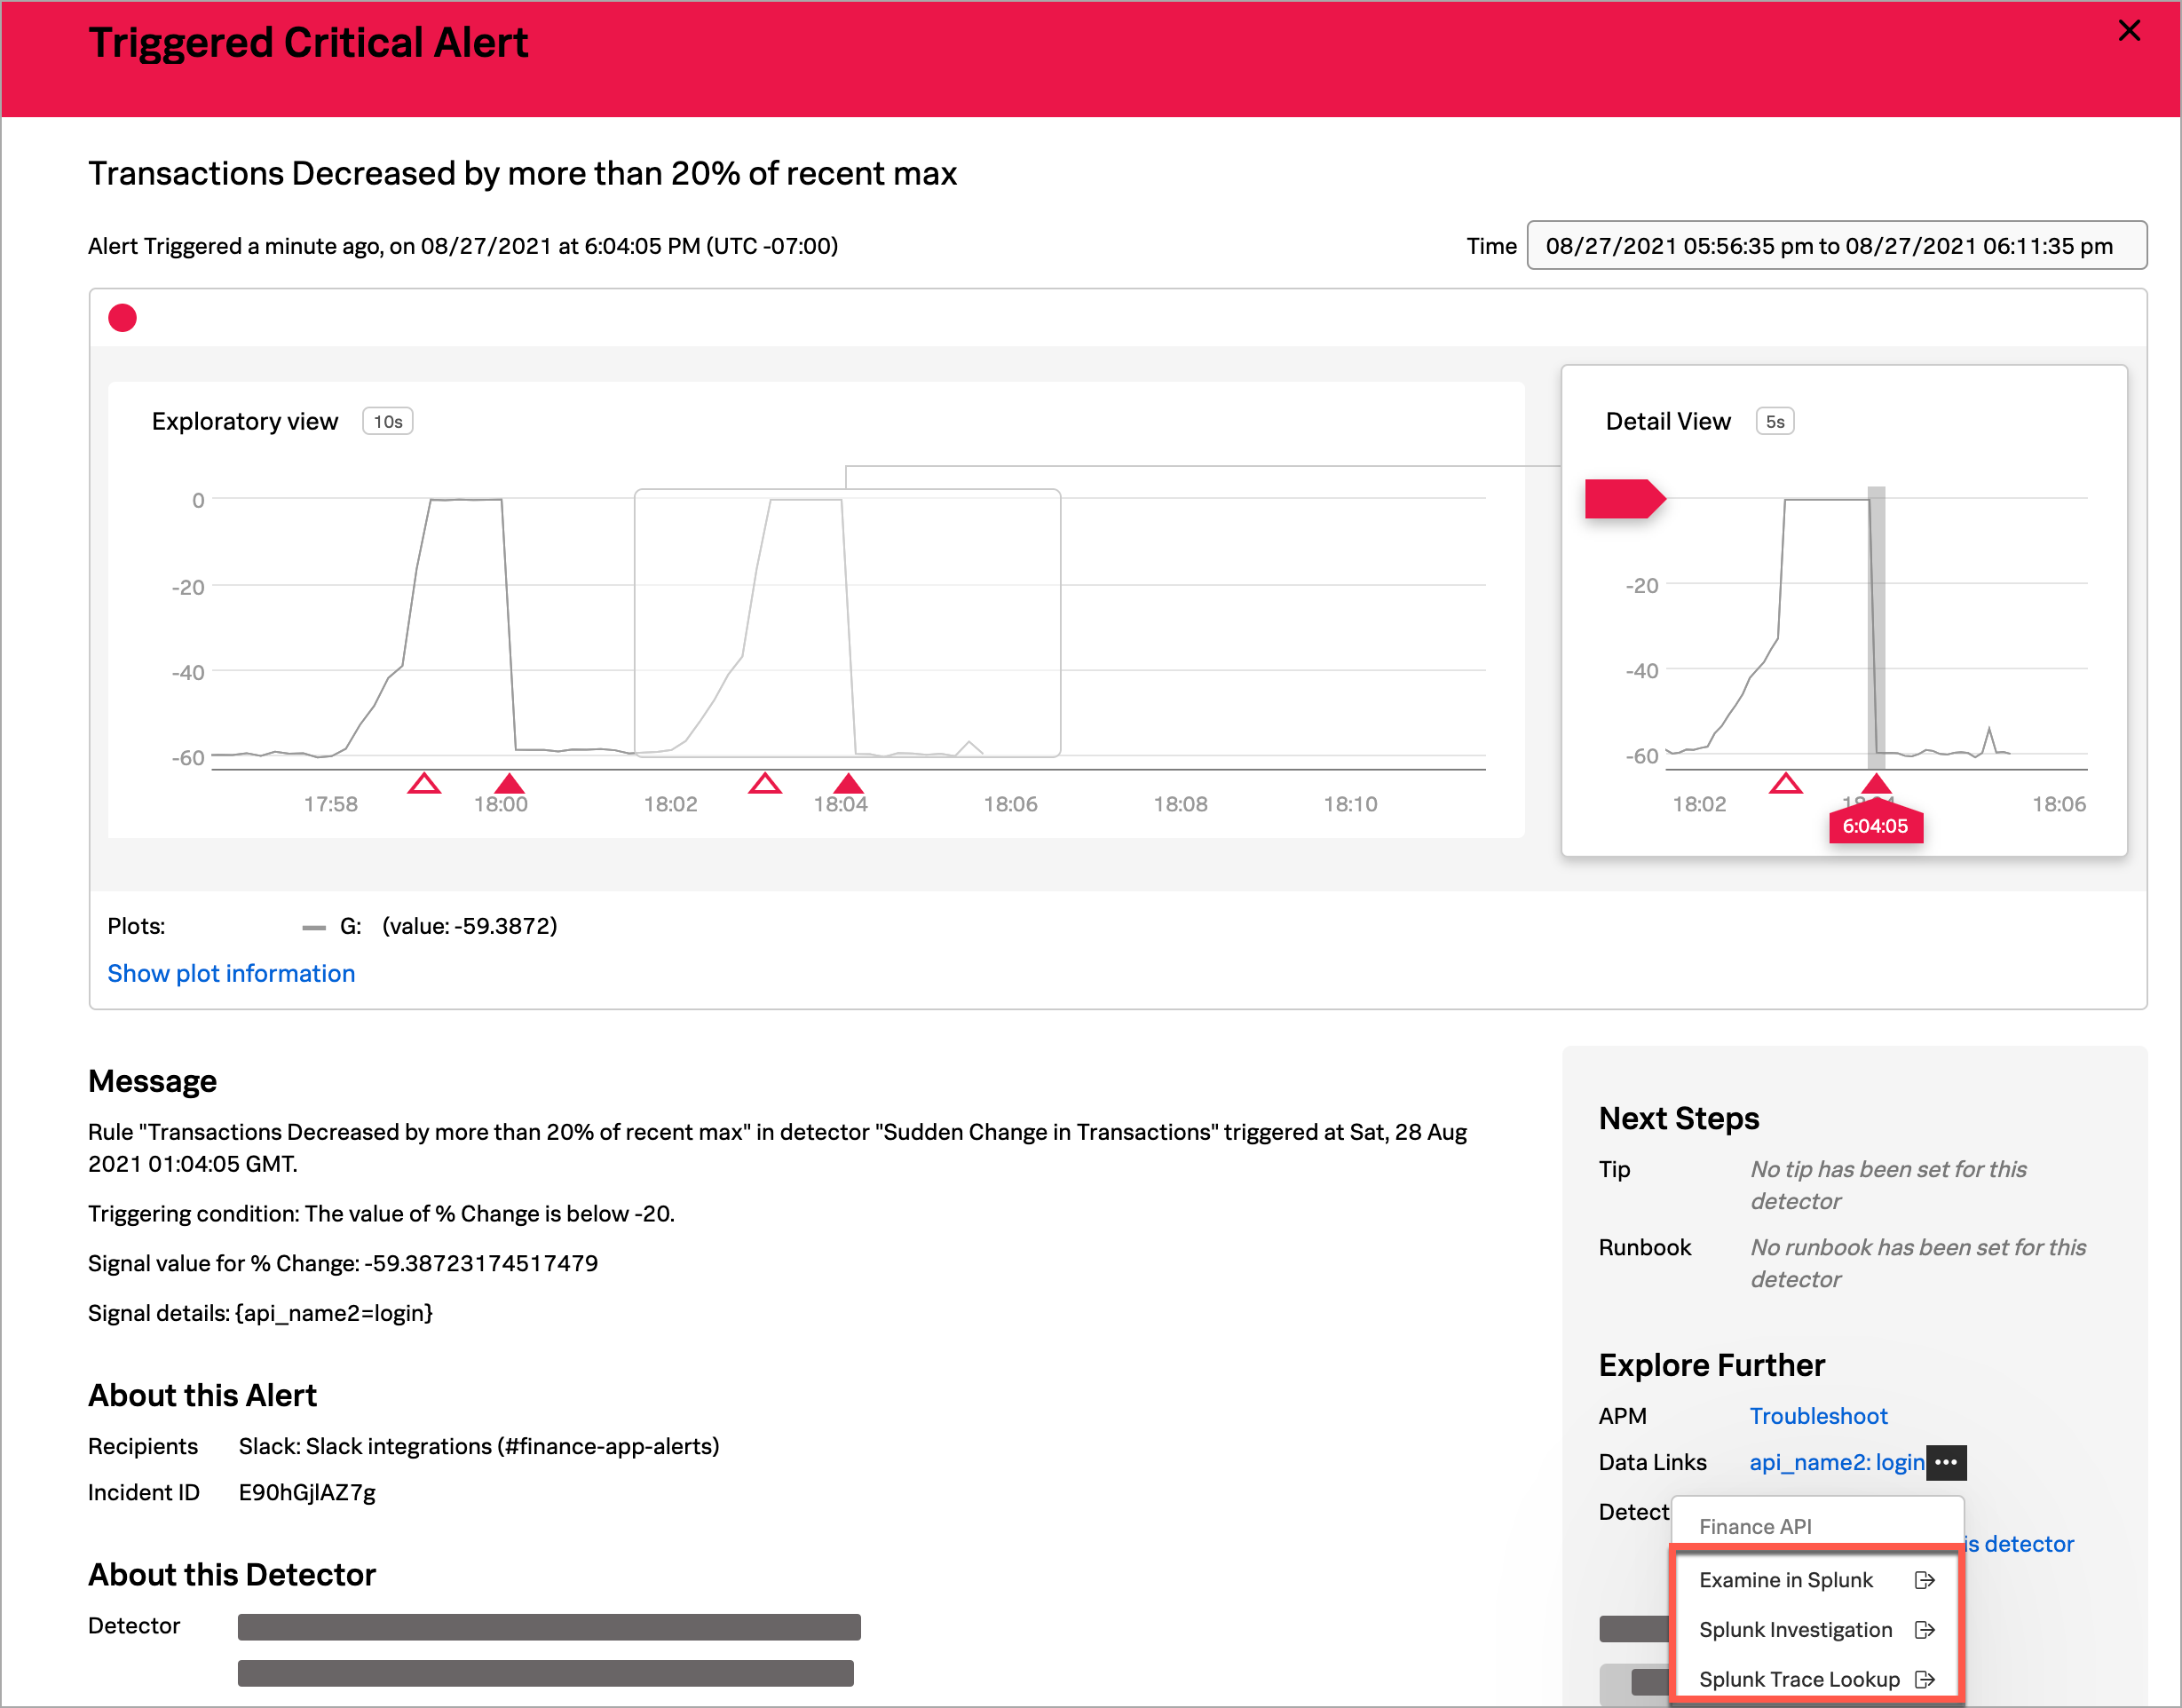 Triggered Critical Alert
Transactions Decreased by more than 20% of recent max
Alert Triggered a minute ago, on 08/27/2021 at 6:04:05 PM (UTC -07:00)
Time 08/27/2021 05:56:35 pm to 08/27/2021 06:11:35 pm
Exploratory view 10s
0
-20
-40
-60
17:58 18:00 18:02 18:04 18:06 18:08 18:10
Detail View 5s
-20
-40
-60
18:02 18:06
6:04:05
Plots: G: (value: -59.3872)
Show plot information
Message
Rule "Transactions Decreased by more than 20% of recent max" in detector "Sudden Change in Transactions" triggered at Sat, 28 Aug
2021 01:04:05 GMT.
Triggering condition: The value of % Change is below -20.
Signal value for % Change: -59.38723174517479
Signal details: {api_name2=login}
About this Alert
Recipients Slack: Slack integrations (#finance-app-alerts)
Incident ID E90hGjlAZ7g
About this Detector
Detector
Next Steps
Tip No tip has been set for this
detector
Runbook No runbook has been set for this
detector
Explore Further
APM Troubleshoot
Data Links api_name2: login •••
Detect
is detector
Finance API
Examine in Splunk
Splunk Investigation
Splunk Trace Lookup